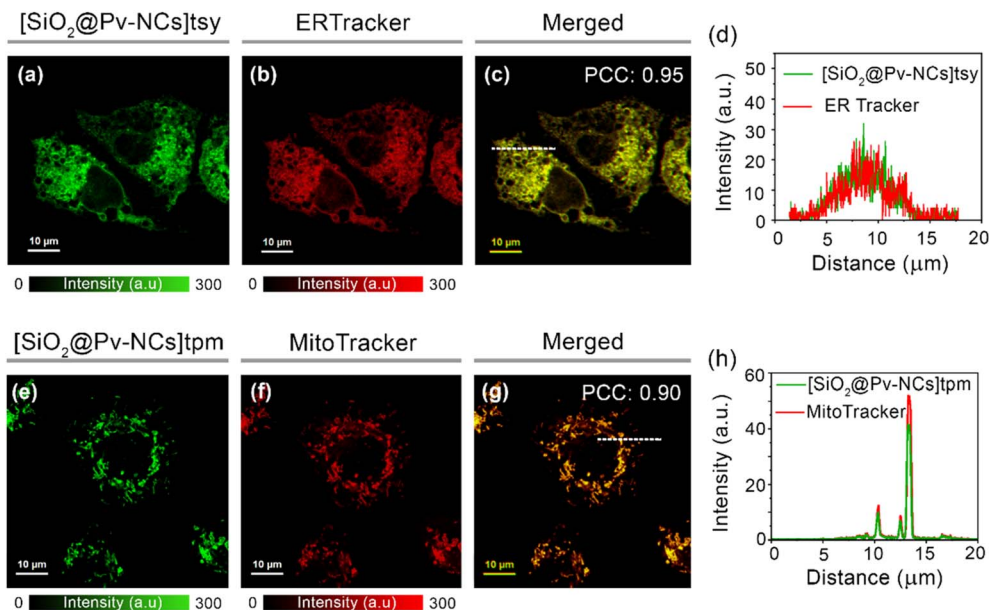 [SiO₂@Pv-NCs]tsy ERTracker Merged
(a) (b) (c) PCC: 0.95
10 μm 10 μm 10 μm
0 Intensity (a.u) 300 0 Intensity (a.u) 300
(d)
50
40
30
20
10
0
Intensity (a.u.)
[SiO₂@Pv-NCs]tsy
ER Tracker
0 5 10 15 20
Distance (μm)
[SiO₂@Pv-NCs]tpm MitoTracker Merged
(e) (f) (g) PCC: 0.90
10 μm 10 μm 10 μm
0 Intensity (a.u) 300 0 Intensity (a.u) 300
(h)
60
40
20
0
Intensity (a.u.)
[SiO₂@Pv-NCs]tpm
MitoTracker
0 10 15 20
Distance (μm)